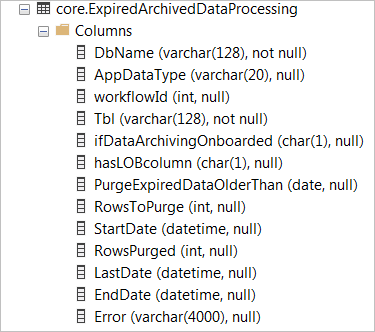 core.ExpiredArchivedDataProcessing
Columns
DbName (varchar(128), not null)
AppDataType (varchar(20), null)
workflowId (int, null)
Tbl (varchar(128), not null)
ifDataArchivingOnboarded (char(1), null)
hasLOBcolumn (char(1), null)
PurgeExpiredDataOlderThan (date, null)
RowsToPurge (int, null)
StartDate (datetime, null)
RowsPurged (int, null)
LastDate (datetime, null)
EndDate (datetime, null)
Error (varchar(4000), null)